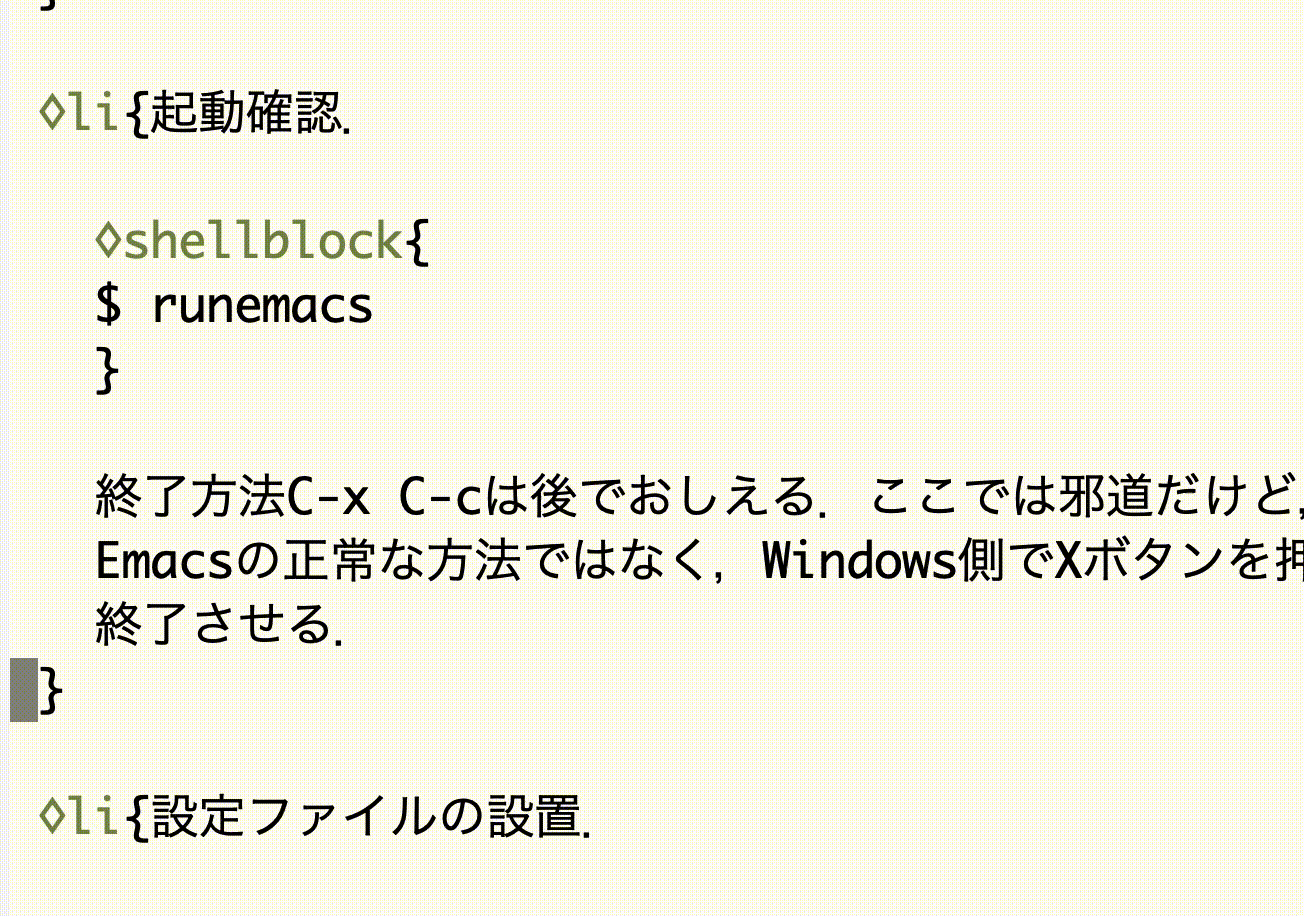 }
◊li{起動確認．
◊shellblock{
$ runemacs
}
終了方法C-x C-cは後でおしえる．ここでは邪道だけど，
Emacsの正常な方法ではなく，Windows側でXボタンを押
終了させる．
}
◊li{設定ファイルの設置．